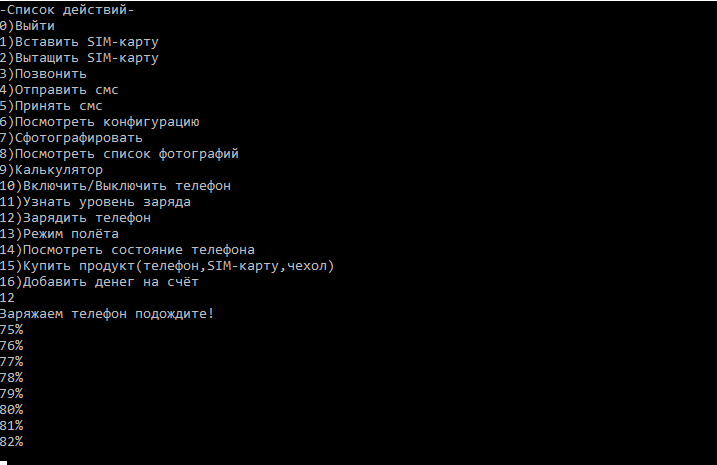 -Список действий-
0)Выйти
1)Вставить SIM-карту
2)Вытащить SIM-карту
3)Позвонить
4)Отправить смс
5)Принять смс
6)Посмотреть конфигурацию
7)Сфотографировать
8)Посмотреть список фотографий
9)Калькулятор
10)Включить/Выключить телефон
11)Узнать уровень заряда
12)Зарядить телефон
13)Режим полёта
14)Посмотреть состояние телефона
15)Купить продукт(телефон,SIM-карту,чехол)
16)Добавить денег на счёт
12
Заряжаем телефон подождите!
75%
76%
77%
78%
79%
80%
81%
82%